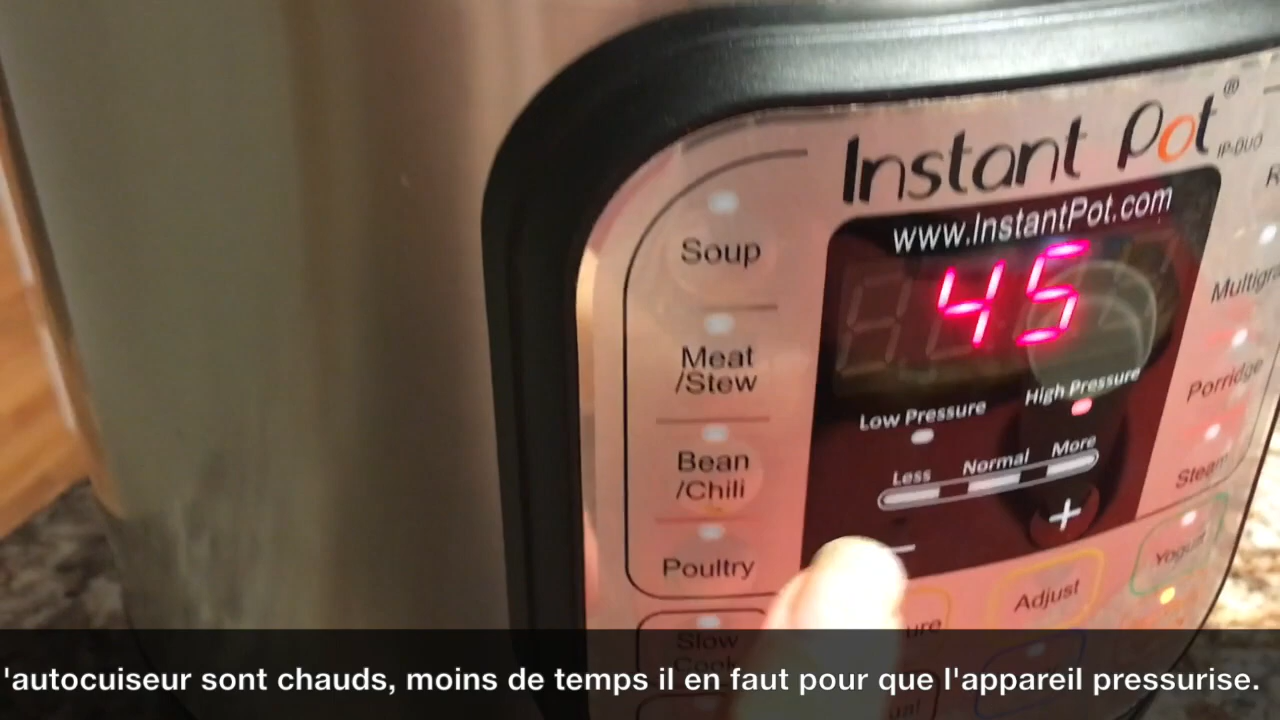 Instant Pot®
IP-DUO
www.InstantPot.com
45
Soup
Meat
/Stew
Bean
/Chili
Poultry
Slow
Cook
Low Pressure
High Pressure
Less Normal More
+
−
Porridge
Steam
Yogurt
Adjust
'autocuiseur sont chauds, moins de temps il en faut pour que l'appareil pressurise.